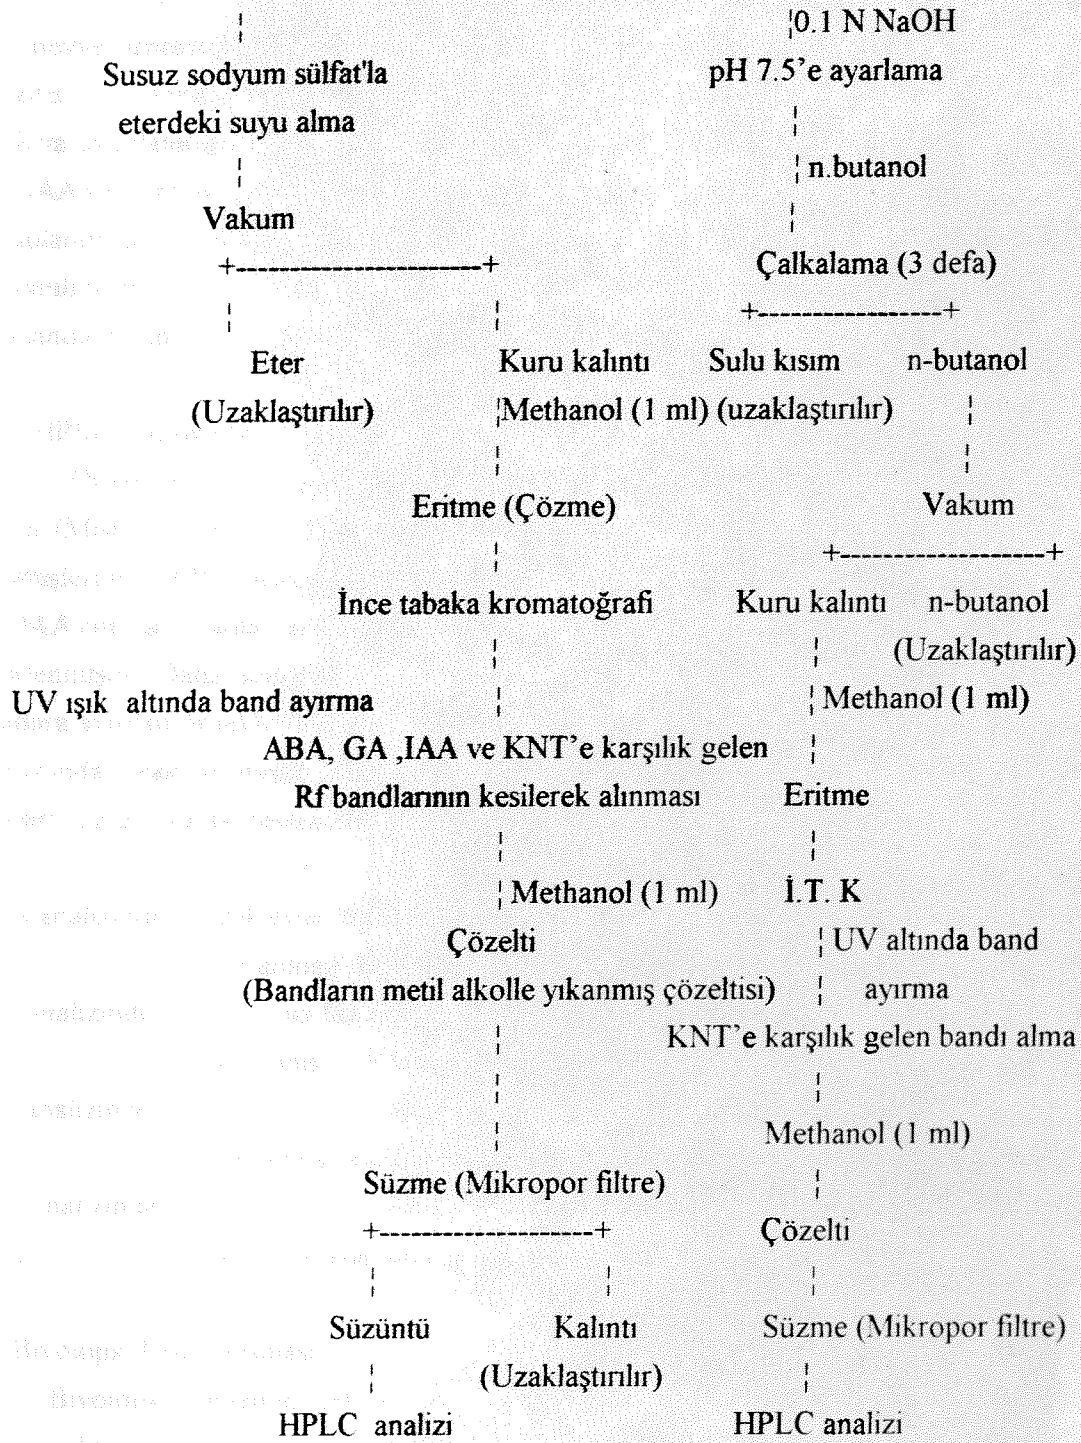 0.1 N NaOH
Susuz sodyum sülfat'la pH 7.5’e ayarlama
eterdeki suyu alma
n.butanol
Vakum
Çalkalama (3 defa)
Eter Kuru kalıntı Sulu kısım n-butanol
(Uzaklaştırılır) Methanol (1 ml) (uzaklaştırılır)
Eritme (Çözme) Vakum
İnce tabaka kromatoğrafi Kuru kalıntı n-butanol
(Uzaklaştırılır)
UV ışık altında band ayırma Methanol (1 ml)
ABA, GA ,IAA ve KNT’e karşılık gelen
Rf bandlarının kesilerek alınması Eritme
Methanol (1 ml) İ.T. K
Çözelti UV altında band
(Bandların metil alkolle yıkanmış çözeltisi) ayırma
KNT’e karşılık gelen bandı alma
Methanol (1 ml)
Süzme (Mikropor filtre)
Çözelti
Süzüntü Kalıntı Süzme (Mikropor filtre)
(Uzaklaştırılır)
HPLC analizi HPLC analizi